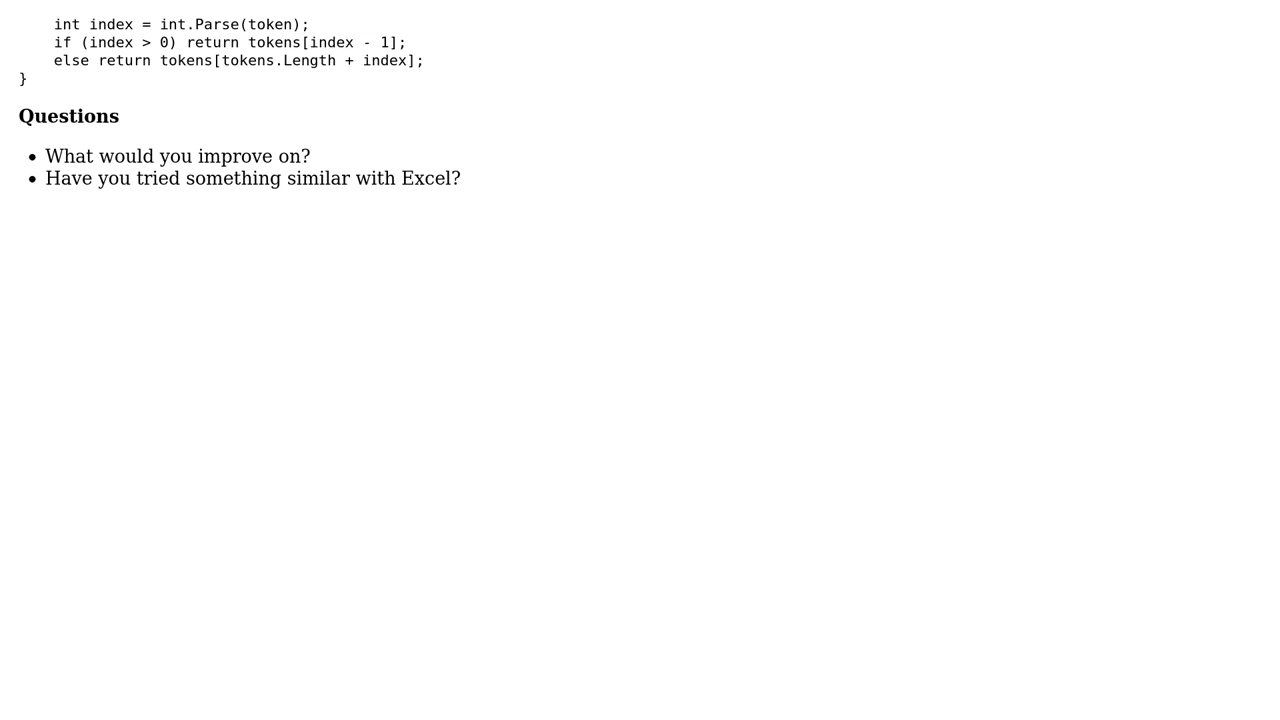 int index = int.Parse(token);
if (index > 0) return tokens[index - 1];
else return tokens[tokens.Length + index];
}
Questions
• What would you improve on?
• Have you tried something similar with Excel?